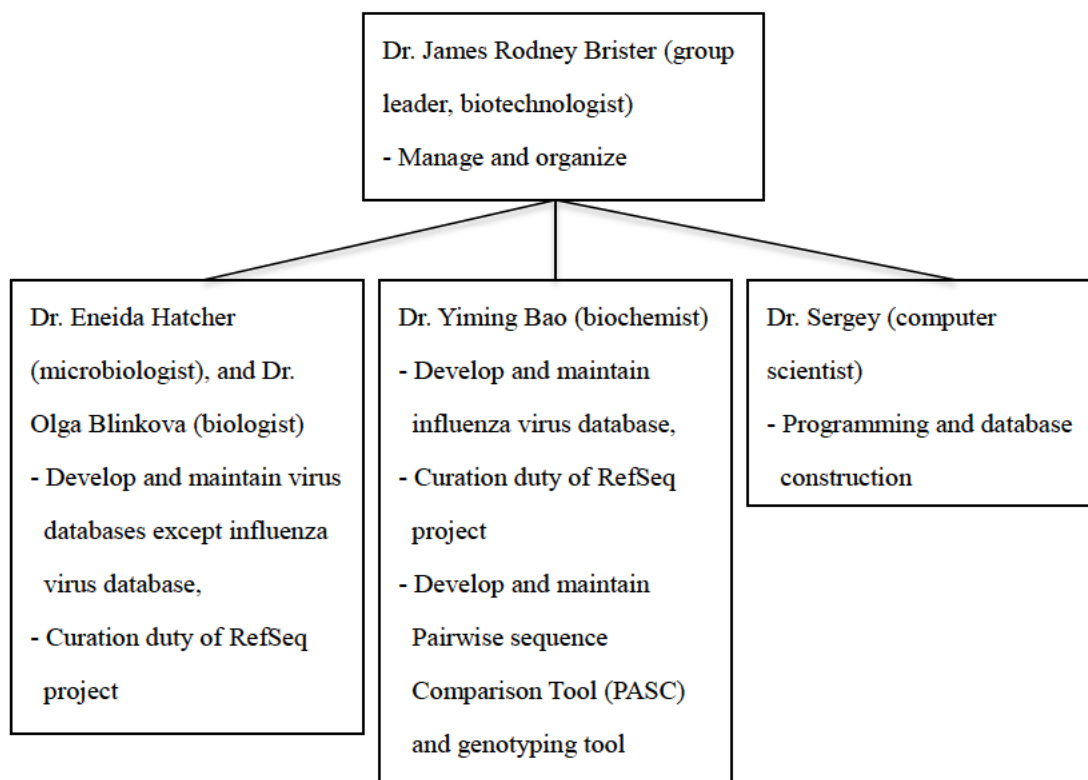 Dr. James Rodney Brister (group
leader, biotechnologist)
- Manage and organize
Dr. Eneida Hatcher
(microbiologist), and Dr.
Olga Blinkova (biologist)
- Develop and maintain virus
databases except influenza
virus database,
- Curation duty of RefSeq
project
Dr. Yiming Bao (biochemist)
- Develop and maintain
influenza virus database,
- Curation duty of RefSeq
project
- Develop and maintain
Pairwise sequence
Comparison Tool (PASC)
and genotyping tool
Dr. Sergey (computer
scientist)
- Programming and database
construction